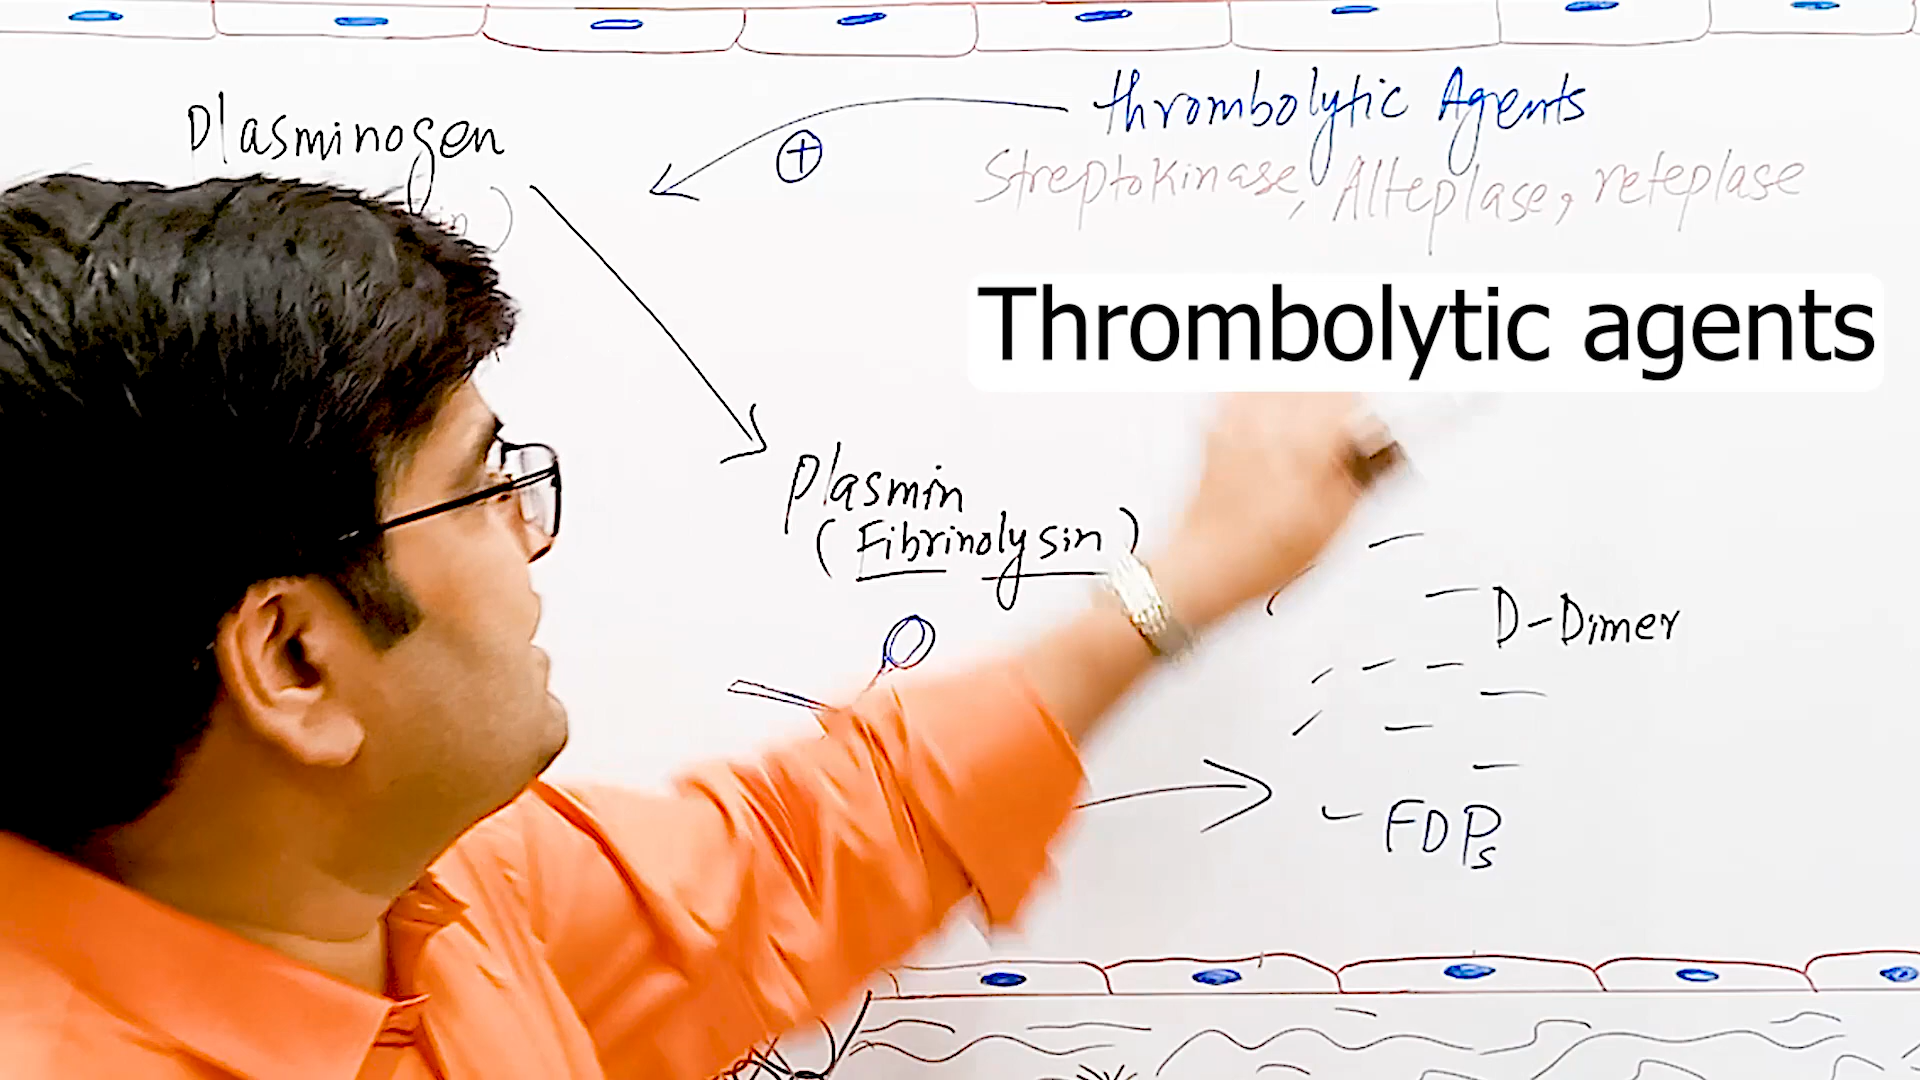 Plasminogen
thrombolytic Agents
Streptokinase, Alteplase, reteplase
Thrombolytic agents
Plasmin
(Fibrinolysin)
D-Dimer
- FDPs